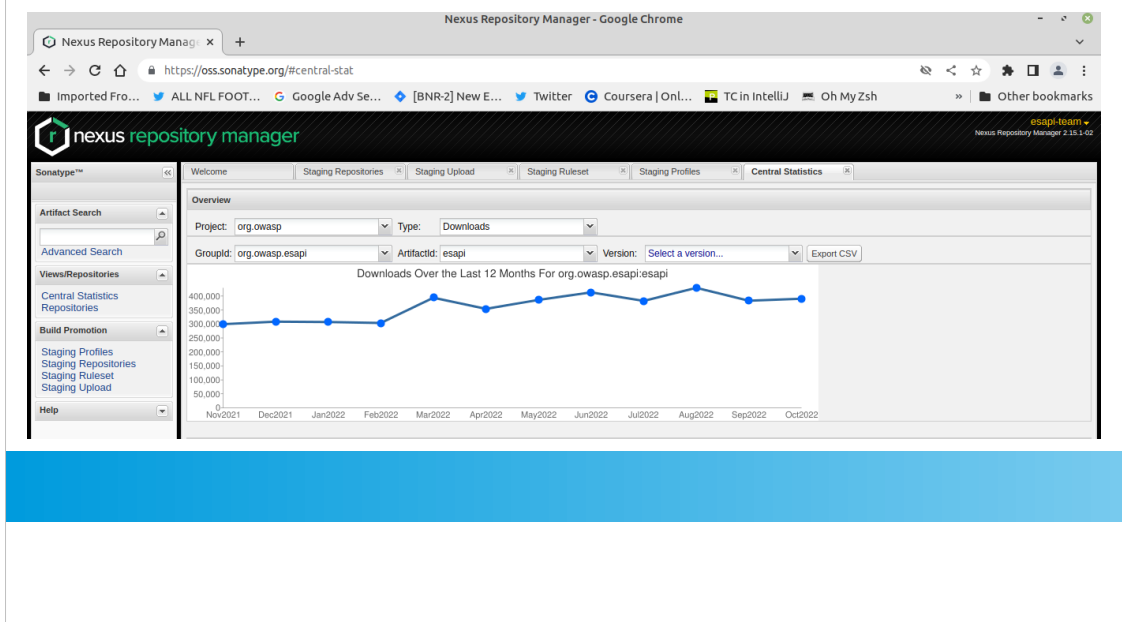 Nexus Repository Manager - Google Chrome
Nexus Repository Manage
https://oss.sonatype.org/#central-stat
Imported Fro... ALL NFL FOOT... Google Adv Se... [BNR-2] New E... Twitter Coursera | Onl... TC in IntelliJ Oh My Zsh » Other bookmarks
nexus repository manager
esapi-team
Nexus Repository Manager 2.15.1-02
Sonatype™
Welcome Staging Repositories Staging Upload Staging Ruleset Staging Profiles Central Statistics
Overview
Artifact Search
Advanced Search
Views/Repositories
Central Statistics
Repositories
Build Promotion
Staging Profiles
Staging Repositories
Staging Ruleset
Staging Upload
Help
Project: org.owasp Type: Downloads
GroupId: org.owasp.esapi ArtifactId: esapi Version: Select a version... Export CSV
Downloads Over the Last 12 Months For org.owasp.esapi:esapi
400,000
350,000
300,000
250,000
200,000
150,000
100,000
50,000
0
Nov2021 Dec2021 Jan2022 Feb2022 Mar2022 Apr2022 May2022 Jun2022 Jul2022 Aug2022 Sep2022 Oct2022